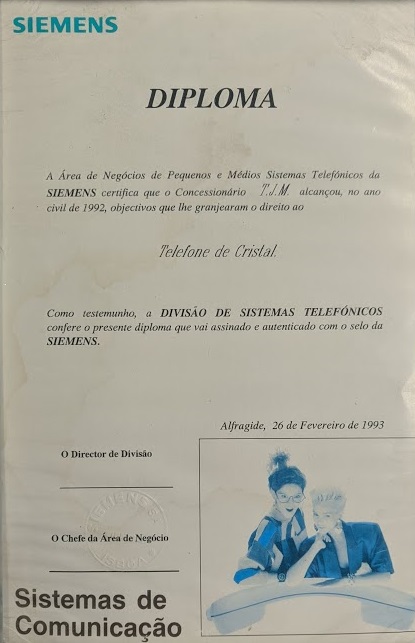 SIEMENS
DIPLOMA
A Área de Negócios de Pequenos e Médios Sistemas Telefónicos da
SIEMENS certifica que o Concessionário T.J.M. alcançou, no ano
civil de 1992, objectivos que lhe granjearam o direito ao
Telefone de Cristal.
Como testemunho, a DIVISÃO DE SISTEMAS TELEFÓNICOS
confere o presente diploma que vai assinado e autenticado com o selo da
SIEMENS.
Alfragide, 26 de Fevereiro de 1993
O Director de Divisão
SIEMENS
O Chefe da Área de Negócio
Sistemas de
Comunicação